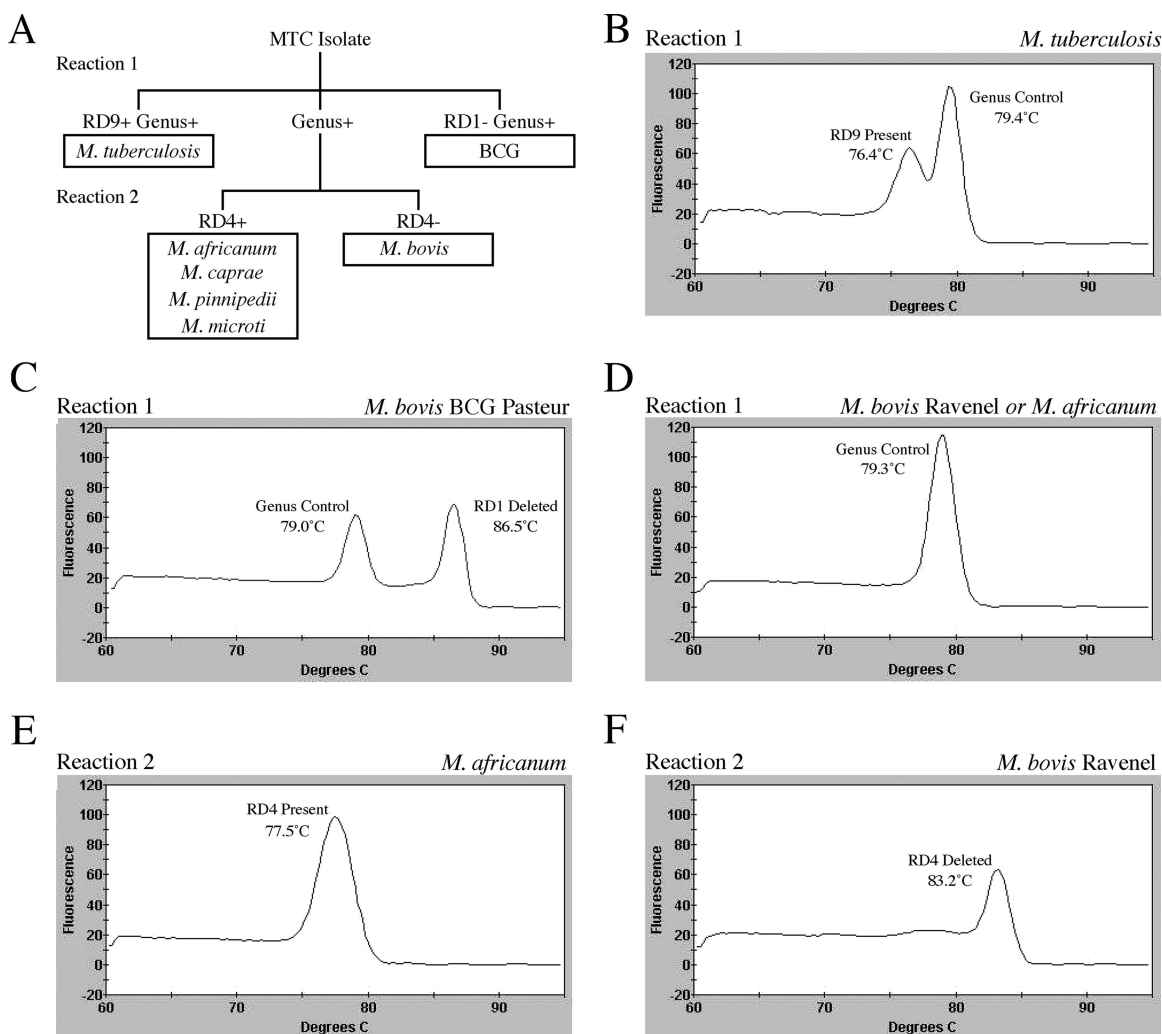 A
MTC Isolate
Reaction 1
RD9+ Genus+ Genus+ RD1- Genus+
M. tuberculosis BCG
Reaction 2
RD4+ RD4-
M. africanum M. bovis
M. caprae
M. pinnipedii
M. microti
B
Reaction 1 M. tuberculosis
120
100
80
60
40
20
0
-20
Fluorescence
RD9 Present
76.4˚C
Genus Control
79.4˚C
60 70 80 90
Degrees C
C
Reaction 1 M. bovis BCG Pasteur
120
100
80
60
40
20
0
-20
Fluorescence
Genus Control
79.0˚C
RD1 Deleted
86.5˚C
60 70 80 90
Degrees C
D
Reaction 1 M. bovis Ravenel or M. africanum
120
100
80
60
40
20
0
-20
Fluorescence
Genus Control
79.3˚C
60 70 80 90
Degrees C
E
Reaction 2 M. africanum
120
100
80
60
40
20
0
-20
Fluorescence
RD4 Present
77.5˚C
60 70 80 90
Degrees C
F
Reaction 2 M. bovis Ravenel
120
100
80
60
40
20
0
-20
Fluorescence
RD4 Deleted
83.2˚C
60 70 80 90
Degrees C